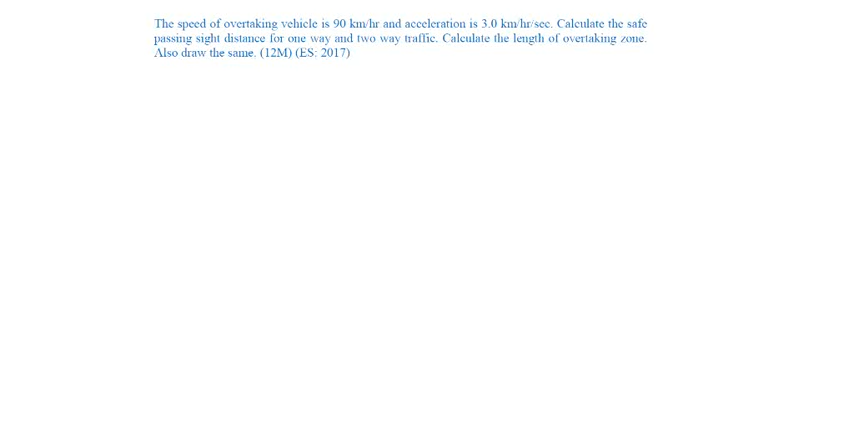 The speed of overtaking vehicle is 90 km/hr and acceleration is 3.0 km/hr/sec. Calculate the safe
passing sight distance for one way and two way traffic. Calculate the length of overtaking zone.
Also draw the same. (12M) (ES: 2017)